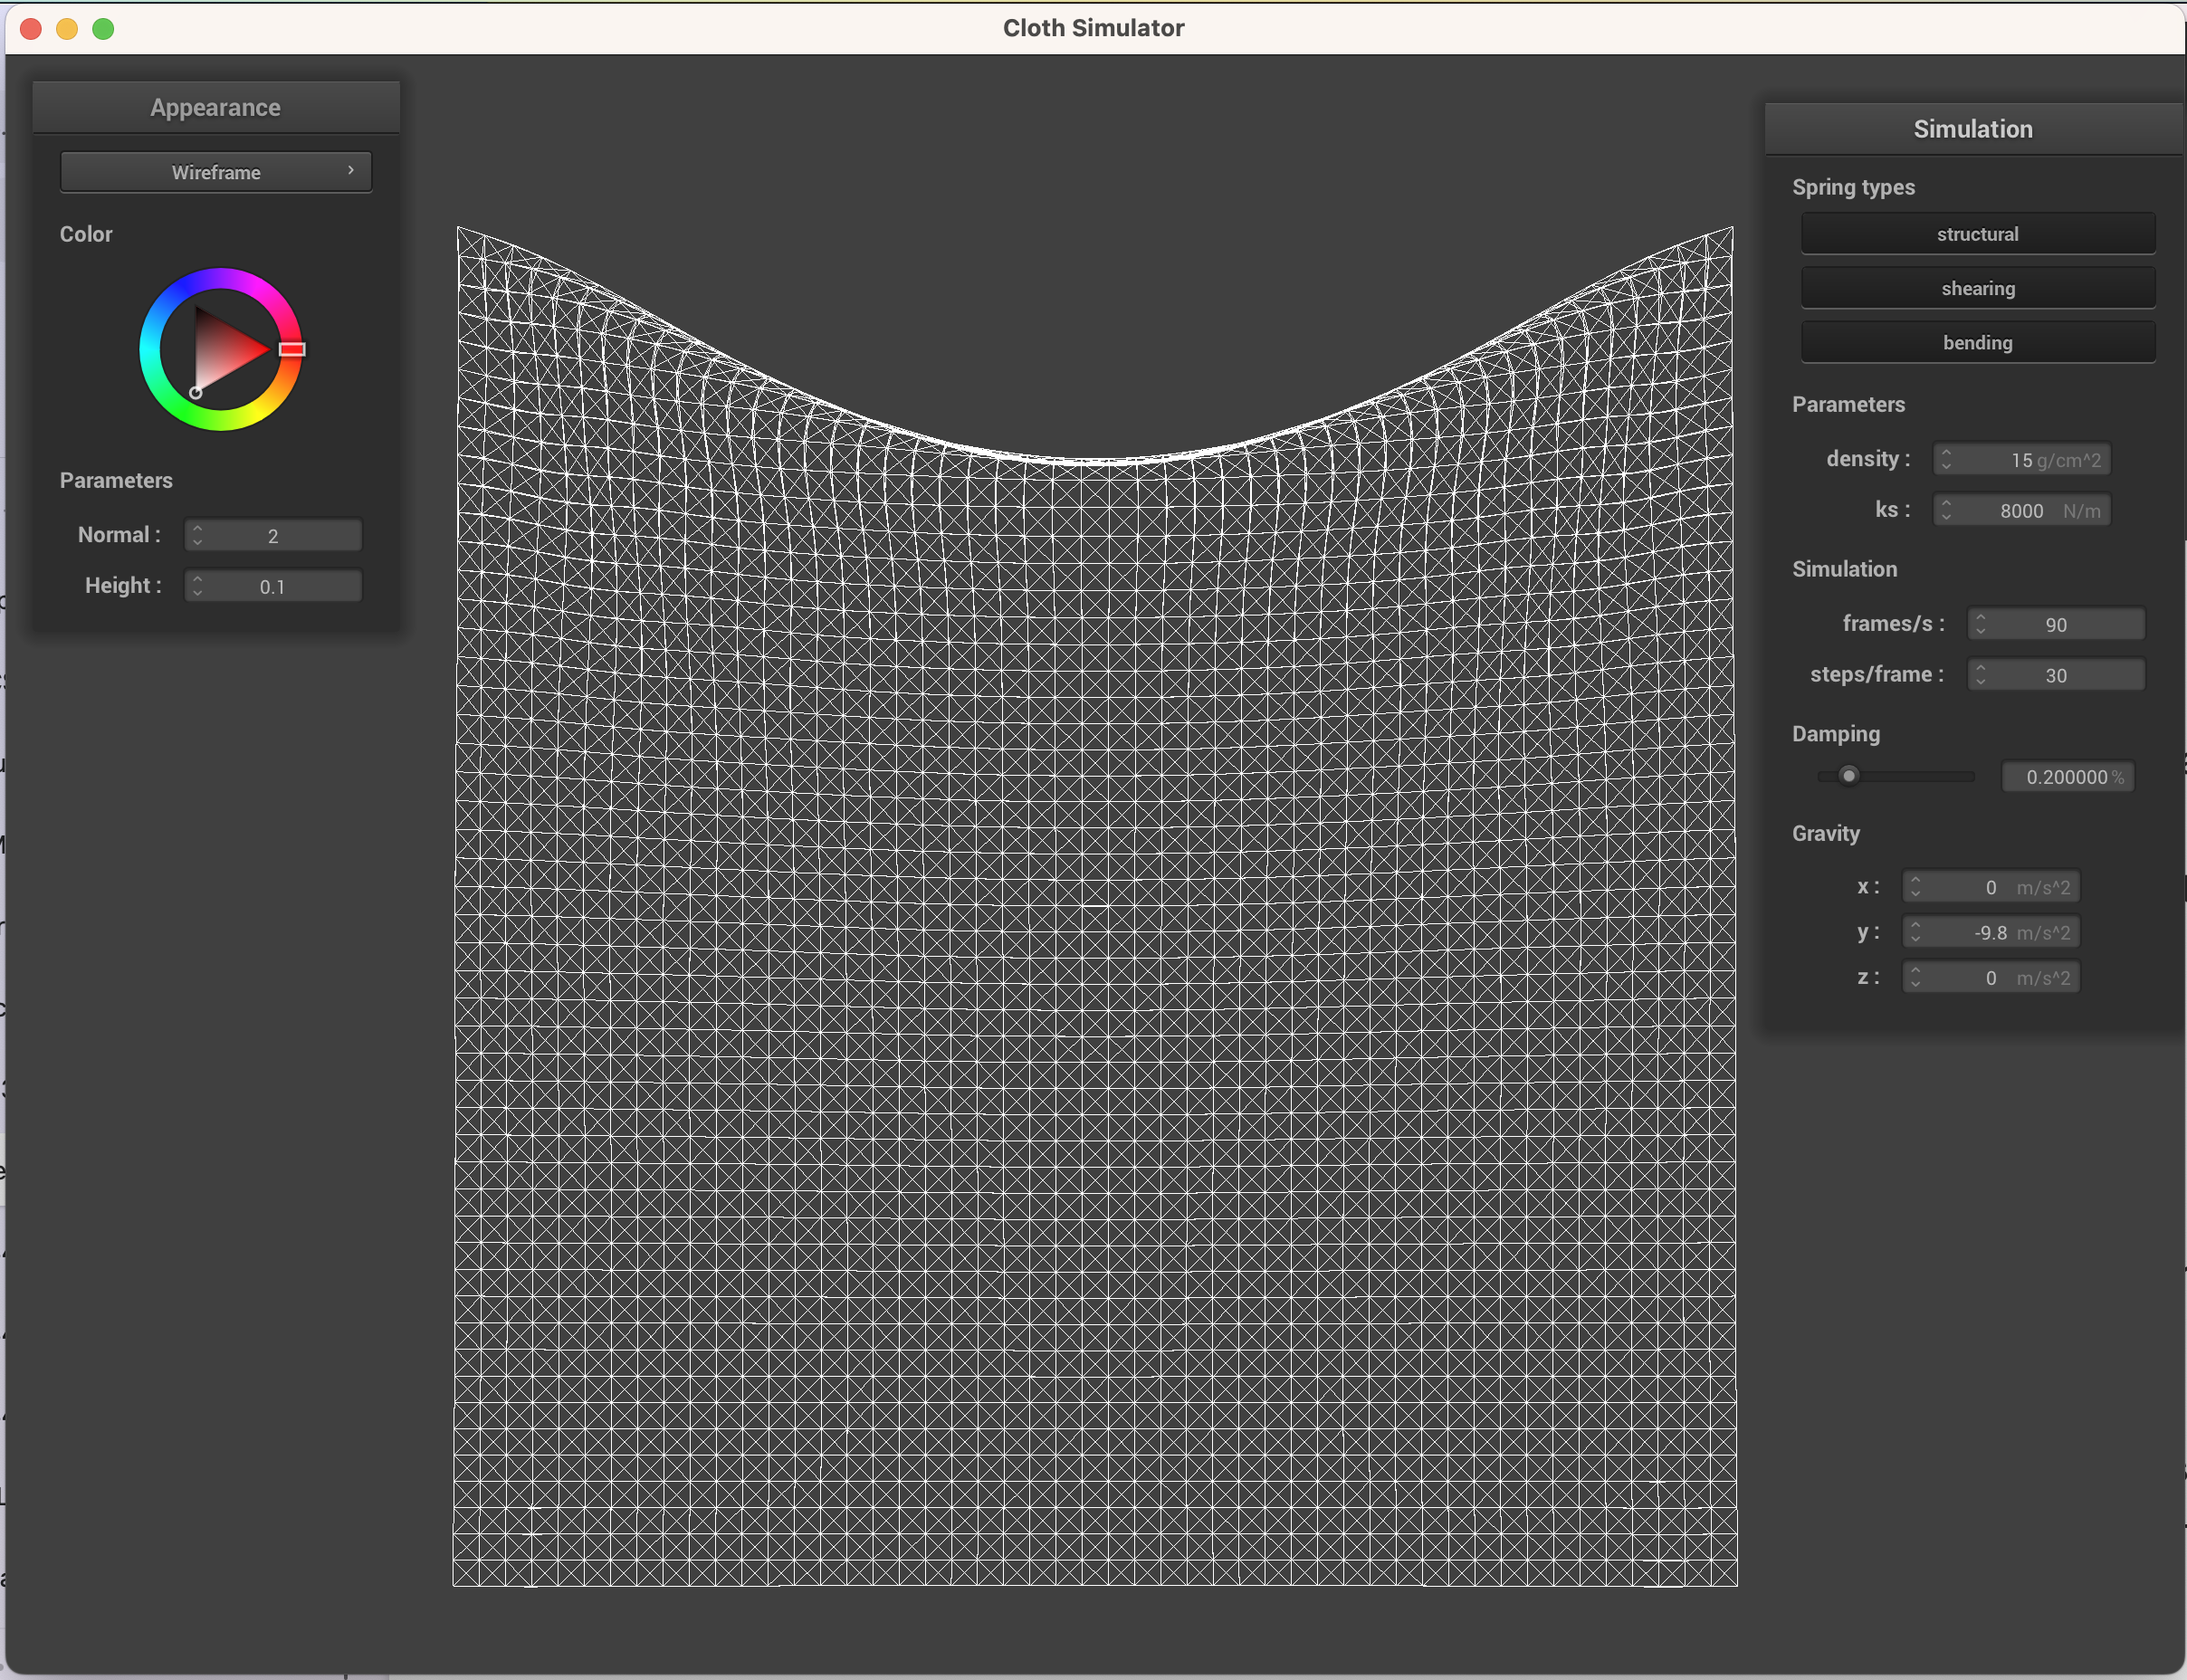 Cloth Simulator
Appearance
Wireframe
Color
Parameters
Normal : 2
Height : 0.1
Simulation
Spring types
structural
shearing
bending
Parameters
density : 15 g/cm^2
ks : 8000 N/m
Simulation
frames/s : 90
steps/frame : 30
Damping
0.200000 %
Gravity
x : 0 m/s^2
y : -9.8 m/s^2
z : 0 m/s^2